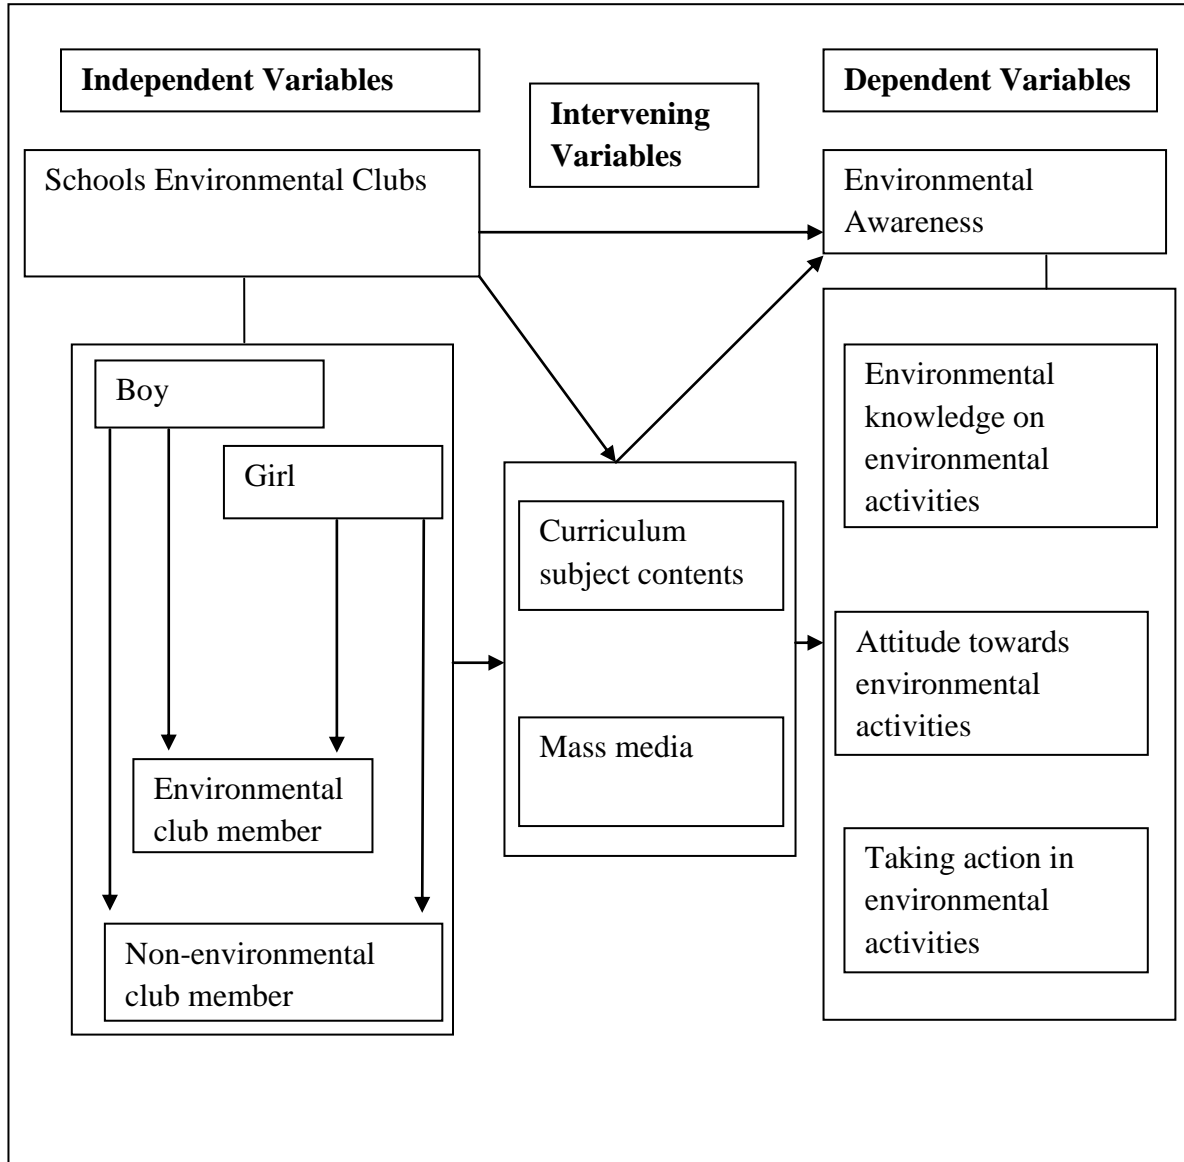 Independent Variables
Intervening
Variables
Dependent Variables
Schools Environmental Clubs
Environmental
Awareness
Boy
Girl
Environmental
club member
Non-environmental
club member
Curriculum
subject contents
Mass media
Environmental
knowledge on
environmental
activities
Attitude towards
environmental
activities
Taking action in
environmental
activities